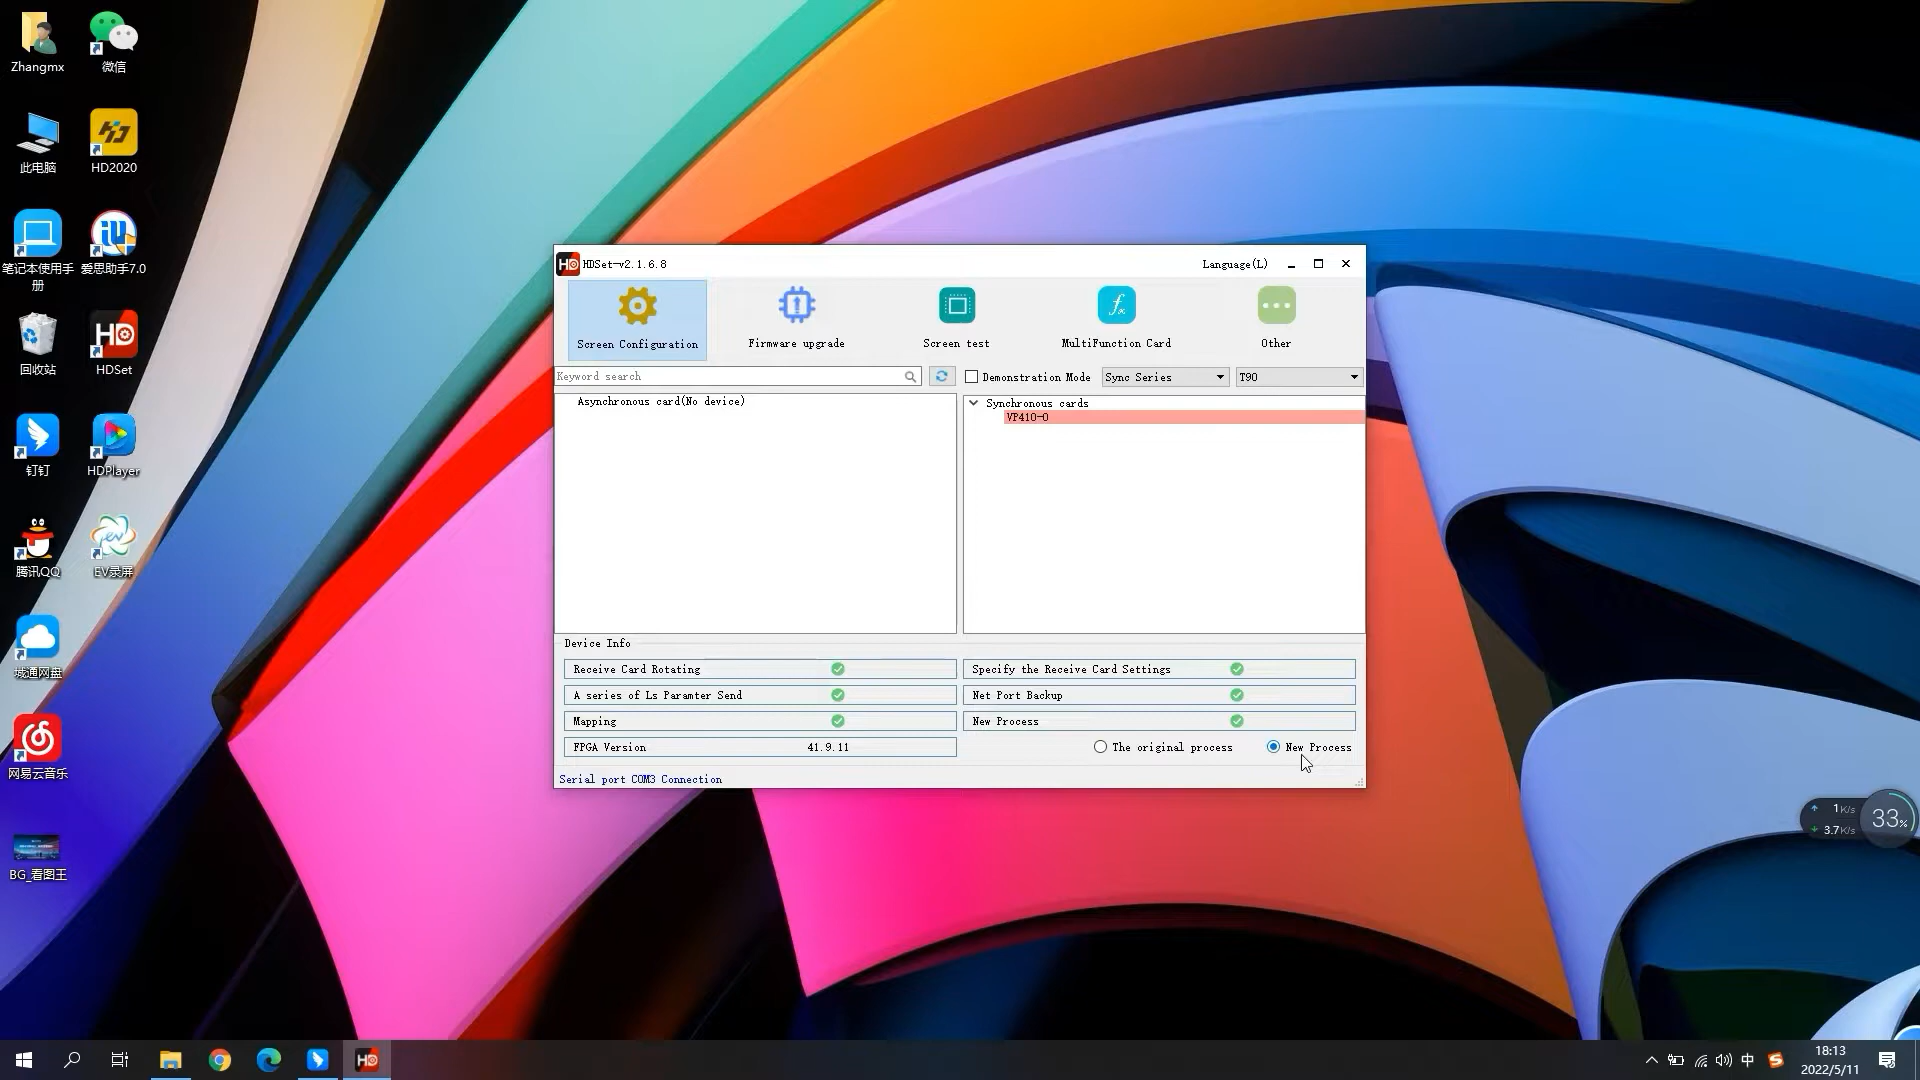 Zhangmx
微信
此电脑
HD2020
笔记本使用手册
爱思助手7.0
回收站
HDSet
钉钉
HDPlayer
腾讯QQ
EV录屏
城通网盘
网易云音乐
BG_看图王
HDSet-v2.1.6.8
Language(L)
Screen Configuration
Firmware upgrade
Screen test
MultiFunction Card
Other
Keyword search
Demonstration Mode
Sync Series
T90
Asynchronous card(No device)
Synchronous cards
VP410-0
Device Info
Receive Card Rotating
Specify the Receive Card Settings
A series of Ls Paramter Send
Net Port Backup
Mapping
New Process
FPGA Version 41.9.11
The original process
New Process
Serial port COM3 Connection
1K/s
3.7K/s
33%
中
18:13
2022/5/11